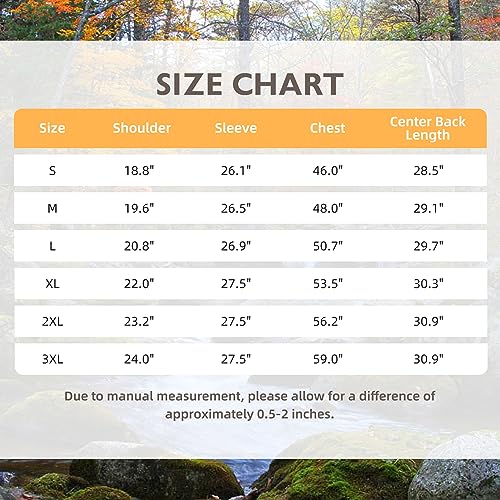 SIZE CHART
Size Shoulder Sleeve Chest Center Back Length
S 18.8" 26.1" 46.0" 28.5"
M 19.6" 26.5" 48.0" 29.1"
L 20.8" 26.9" 50.7" 29.7"
XL 22.0" 27.5" 53.5" 30.3"
2XL 23.2" 27.5" 56.2" 30.9"
3XL 24.0" 27.5" 59.0" 30.9"
Due to manual measurement, please allow for a difference of
approximately 0.5-2 inches.